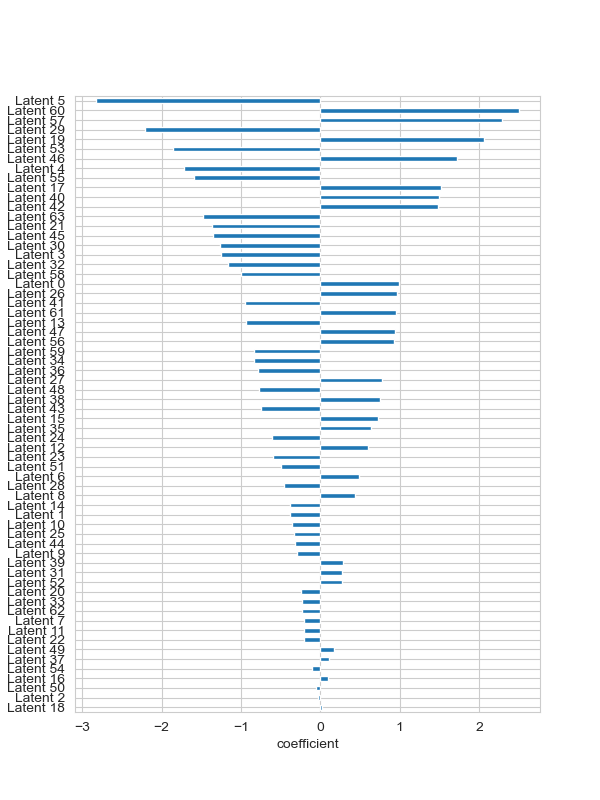 Latent 5
Latent 60
Latent 57
Latent 29
Latent 19
Latent 53
Latent 46
Latent 4
Latent 55
Latent 17
Latent 40
Latent 42
Latent 63
Latent 21
Latent 45
Latent 30
Latent 3
Latent 32
Latent 58
Latent 0
Latent 26
Latent 41
Latent 61
Latent 13
Latent 47
Latent 56
Latent 59
Latent 34
Latent 36
Latent 27
Latent 48
Latent 38
Latent 43
Latent 15
Latent 35
Latent 24
Latent 12
Latent 23
Latent 51
Latent 6
Latent 28
Latent 8
Latent 14
Latent 1
Latent 10
Latent 25
Latent 44
Latent 9
Latent 39
Latent 31
Latent 52
Latent 20
Latent 33
Latent 62
Latent 7
Latent 11
Latent 22
Latent 49
Latent 37
Latent 54
Latent 16
Latent 50
Latent 2
Latent 18
−3 −2 −1 0 1 2
coefficient